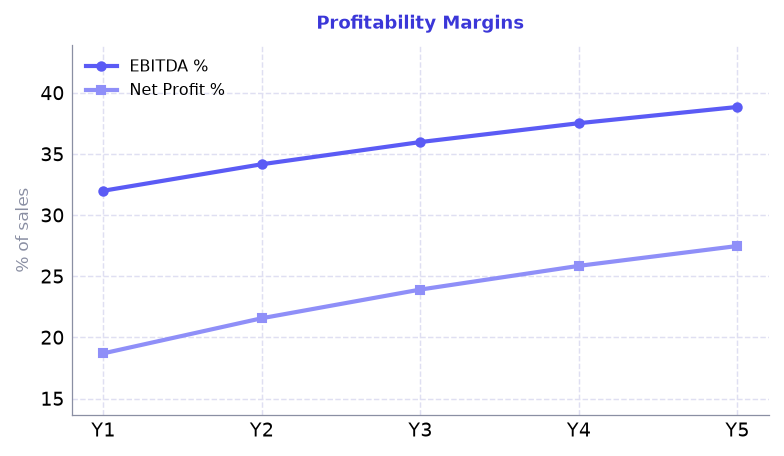 Profitability Margins
EBITDA %
Net Profit %
% of sales
40
35
30
25
20
15
Y1 Y2 Y3 Y4 Y5